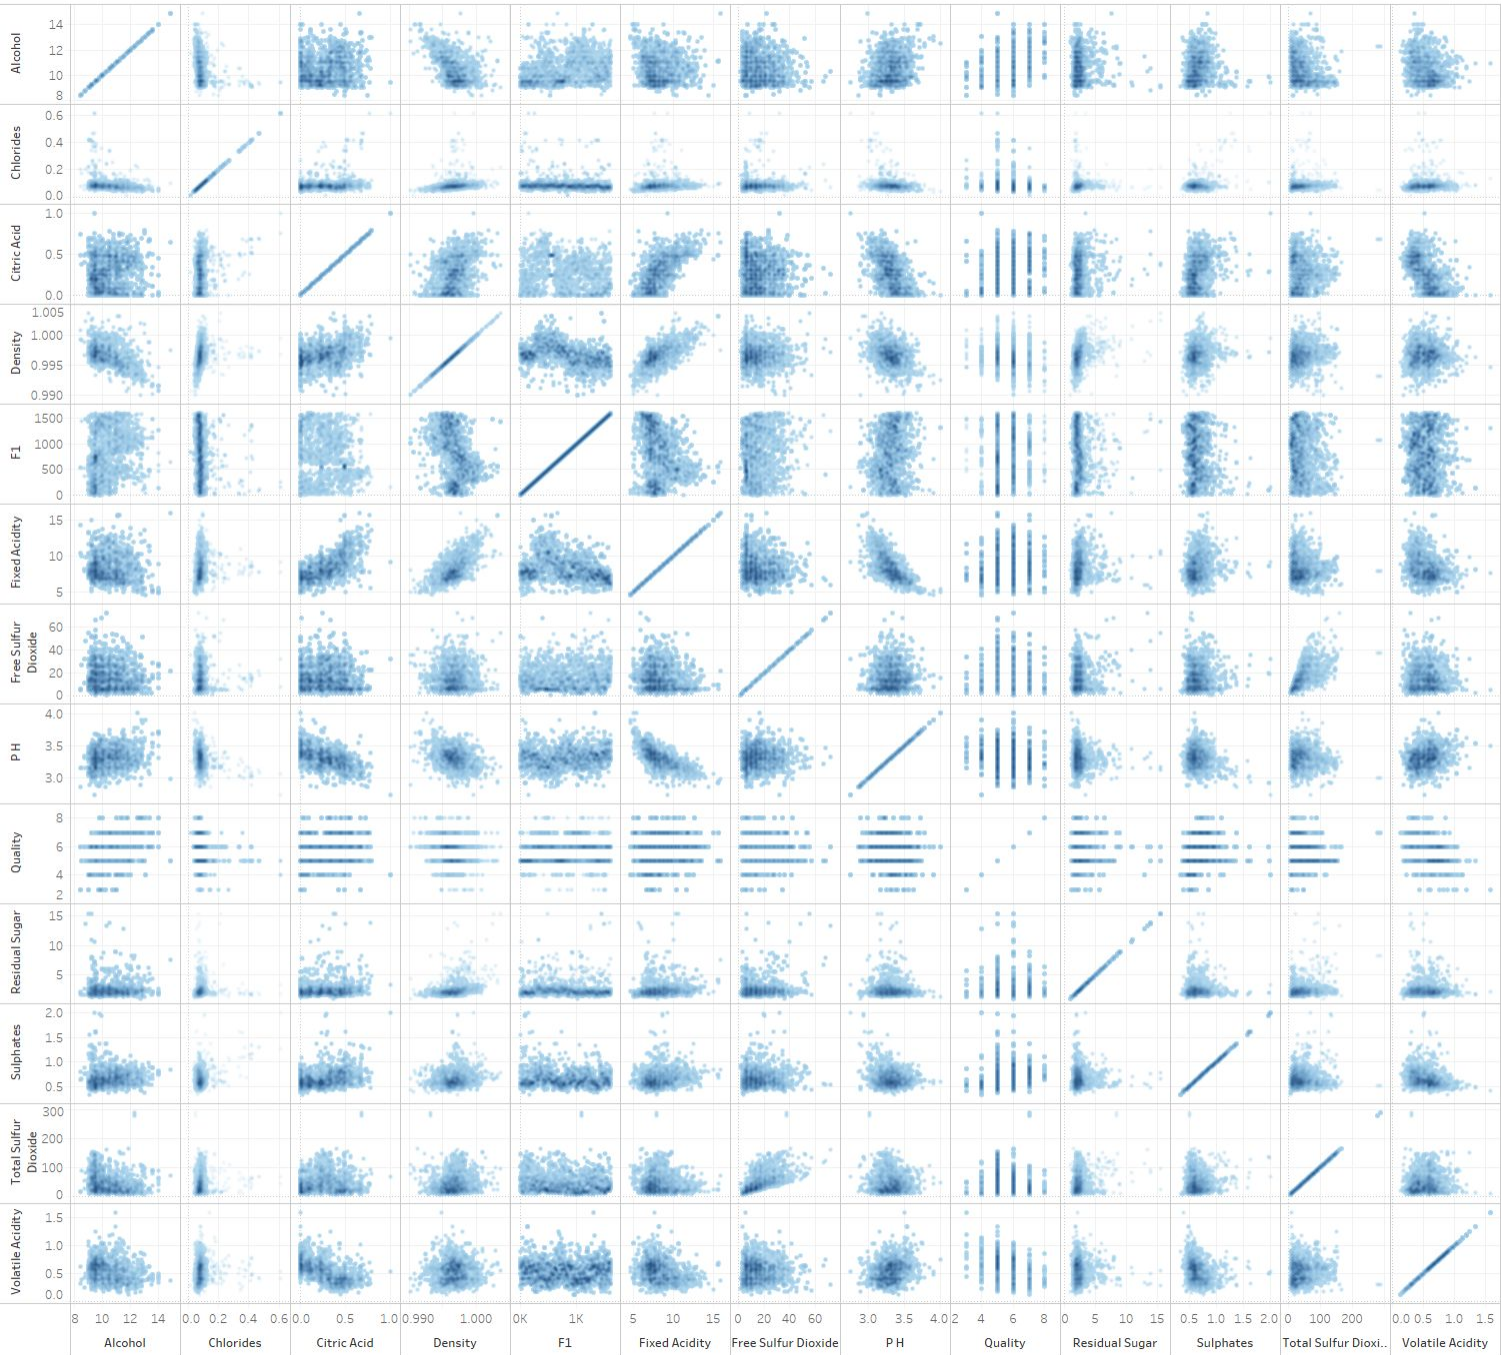 Alcohol
14
12
10
8
Chlorides
0.6
0.4
0.2
0.0
Citric Acid
1.0
0.5
0.0
Density
1.005
1.000
0.995
0.990
F1
1500
1000
500
0
Fixed Acidity
15
10
5
Free Sulfur
Dioxide
60
40
20
0
P H
4.0
3.5
3.0
Quality
8
6
4
2
Residual Sugar
15
10
5
Sulphates
2.0
1.5
1.0
0.5
Total Sulfur
Dioxide
300
200
100
0
Volatile Acidity
1.5
1.0
0.5
0.0
8 10 12 14 0.0 0.2 0.4 0.6 0.0 0.5 1.0 0.990 1.000 0K 1K 5 10 15 0 20 40 60 3.0 3.5 4.0 2 4 6 8 5 10 15 0.5 1.0 1.5 2.0 0 100 200 0.0 0.5 1.0 1.5
Alcohol Chlorides Citric Acid Density F1 Fixed Acidity Free Sulfur Dioxide P H Quality Residual Sugar Sulphates Total Sulfur Dioxi.. Volatile Acidity